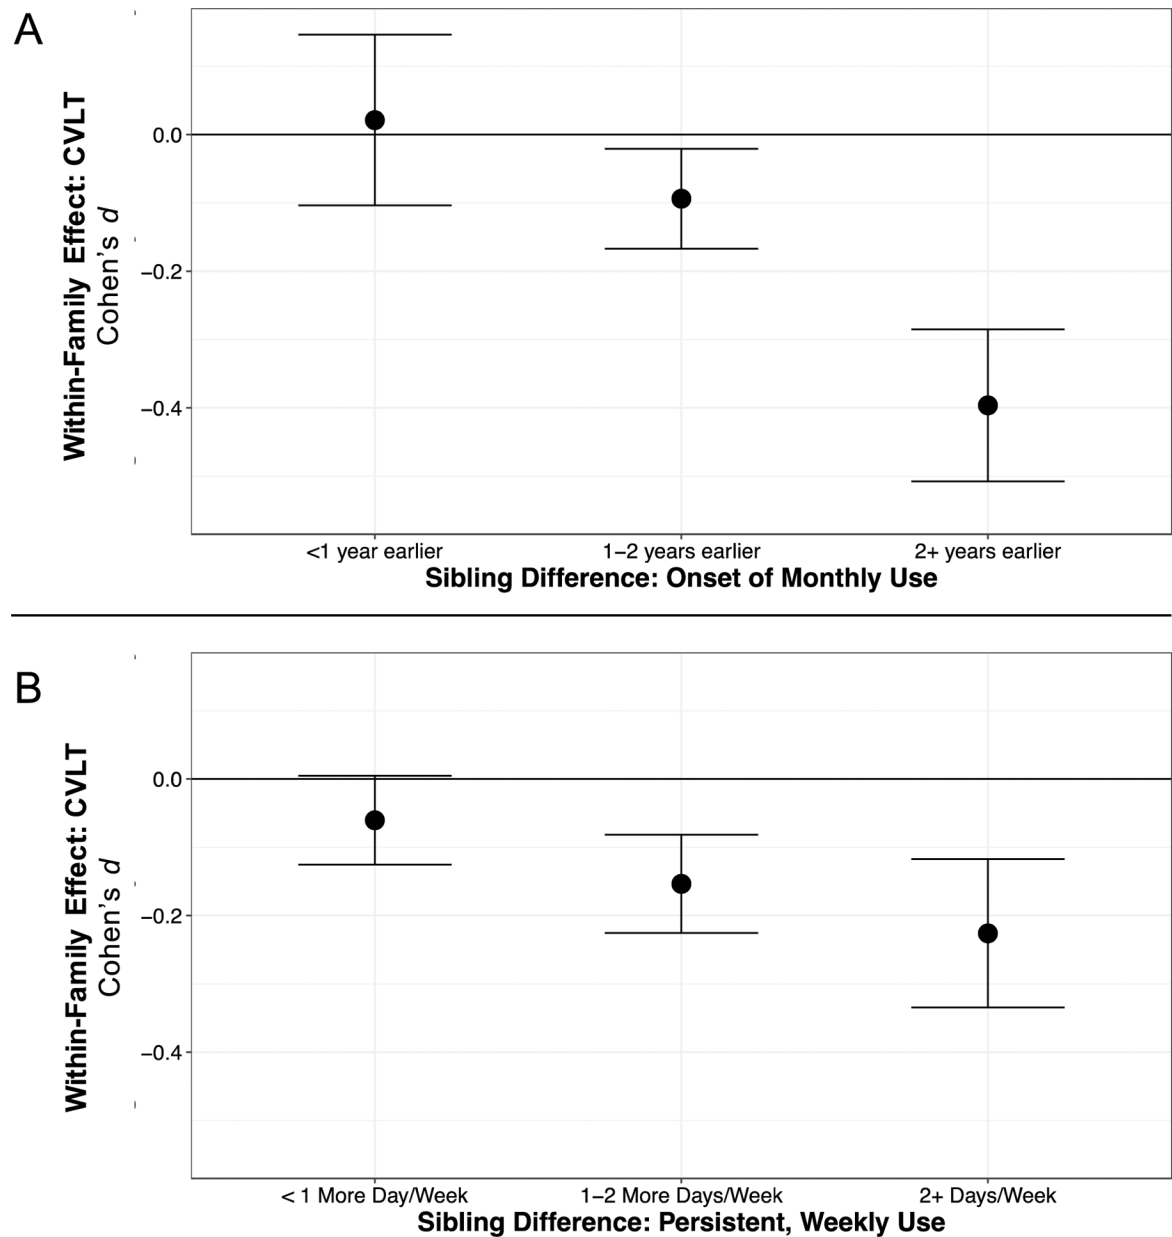 A
Within-Family Effect: CVLT
Cohen's d
0.0
−0.2
−0.4
<1 year earlier
1−2 years earlier
2+ years earlier
Sibling Difference: Onset of Monthly Use
B
Within-Family Effect: CVLT
Cohen's d
0.0
−0.2
−0.4
< 1 More Day/Week
1−2 More Days/Week
2+ Days/Week
Sibling Difference: Persistent, Weekly Use